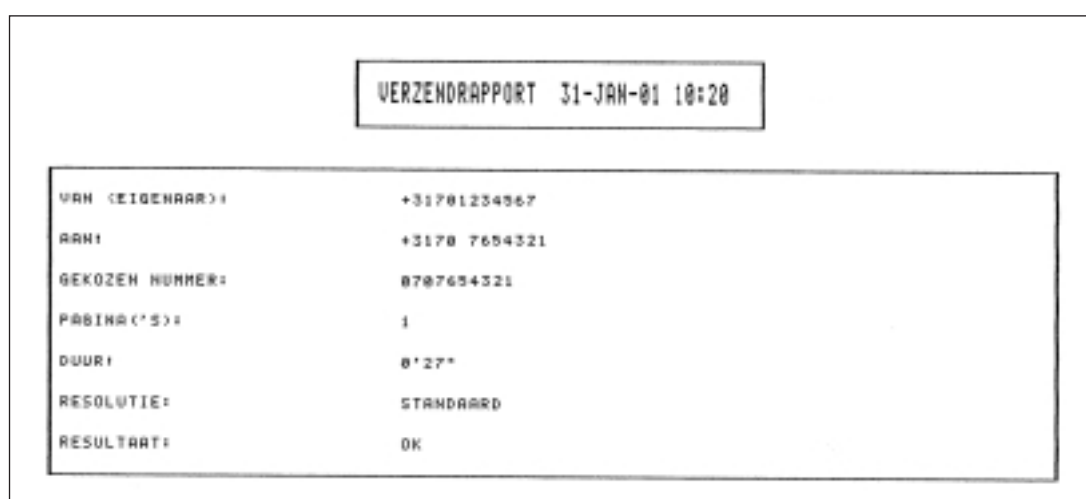 VERZENDRAPPORT 31-JAN-01 10:20
VAN (EIGENAAR): +31701234567
AAN: +3170 7654321
GEKOZEN NUMMER: 0707654321
PAGINA('S): 1
DUUR: 0'27"
RESOLUTIE: STANDAARD
RESULTAAT: OK